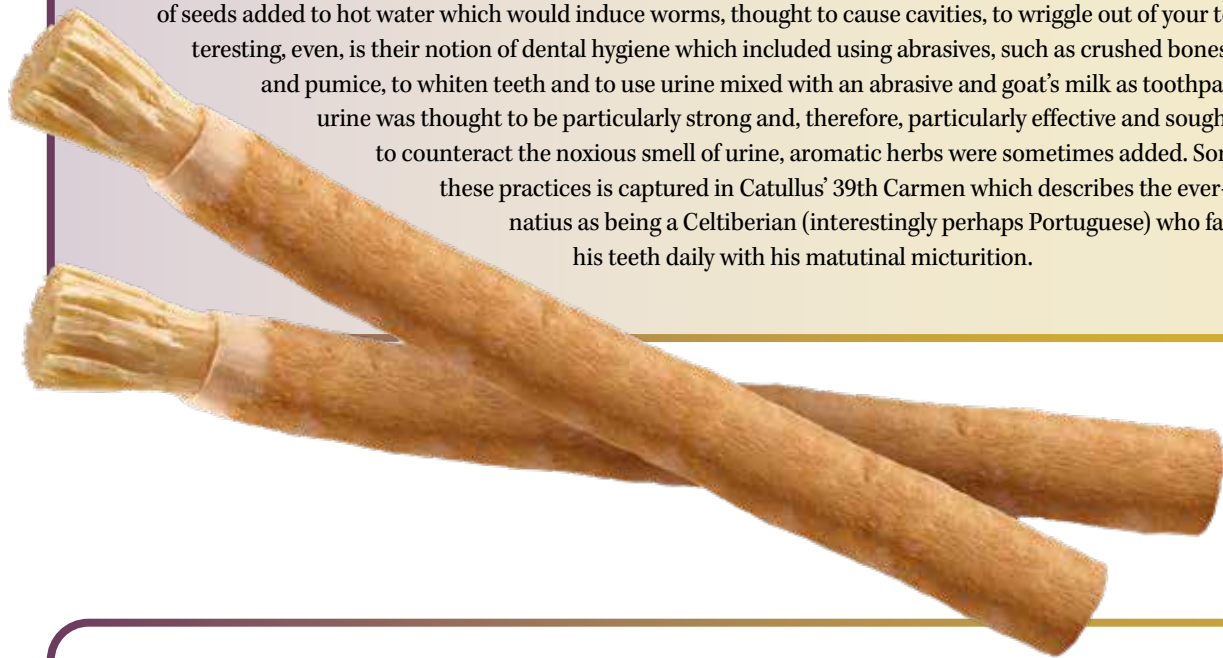 of seeds added to hot water which would induce worms, thought to cause cavities, to wriggle out of your
teresting, even, is their notion of dental hygiene which included using abrasives, such as crushed bones
and pumice, to whiten teeth and to use urine mixed with an abrasive and goat's milk as
urine was thought to be particularly strong and, therefore, particularly effective and
to counteract the noxious smell of urine, aromatic herbs were sometimes added.
these practices is captured in Catullus' 39th Carmen which describes the ever-
natius as being a Celtiberian (interestingly perhaps Portuguese) who
his teeth daily with his matutinal micturition.